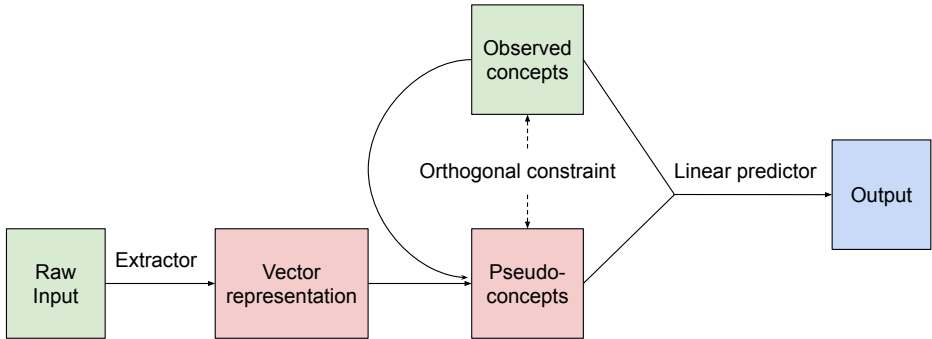 Observed
concepts
Orthogonal constraint
Linear predictor
Output
Raw
Input
Extractor
Vector
representation
Pseudo-
concepts